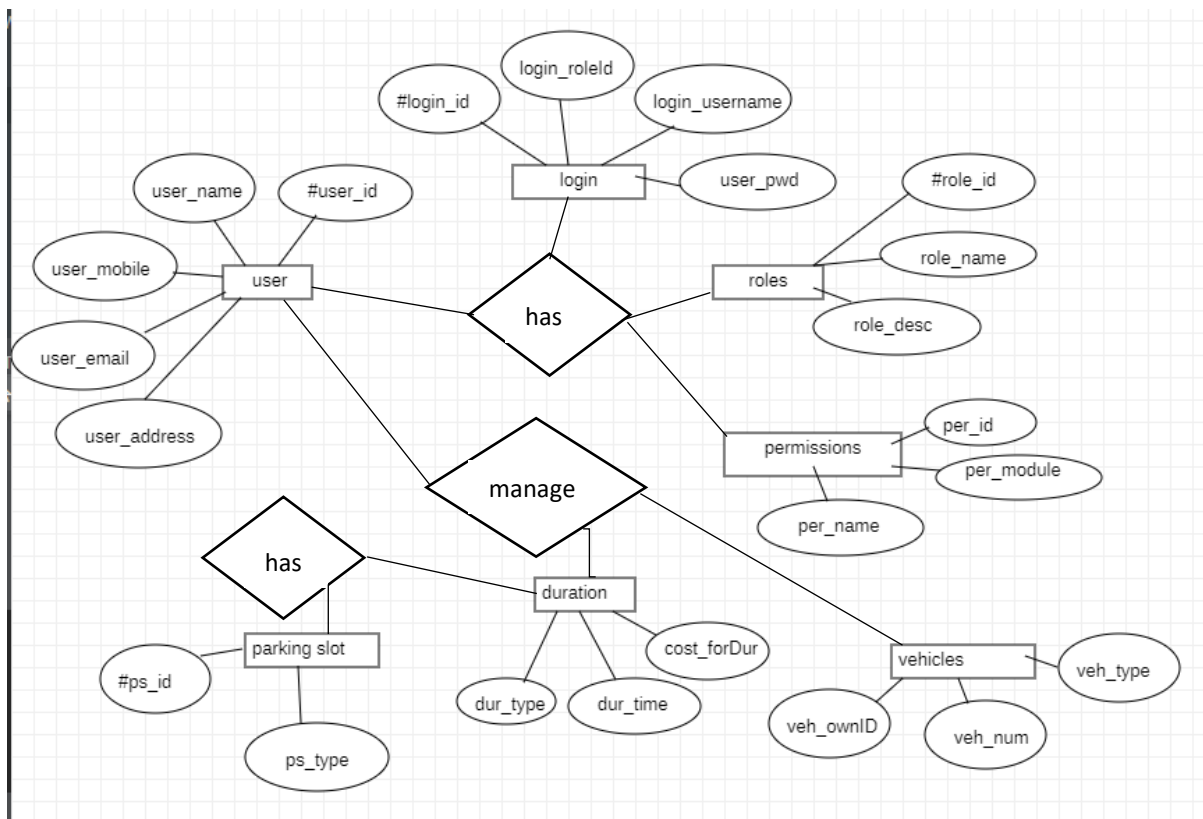 login_roleId
#login_id
login_username
login
user_pwd
#role_id
user_name
#user_id
role_name
user_mobile
user
roles
has
role_desc
user_email
user_address
per_id
permissions
per_module
manage
per_name
has
duration
parking slot
cost_forDur
vehicles
veh_type
#ps_id
dur_type
dur_time
veh_ownID
veh_num
ps_type